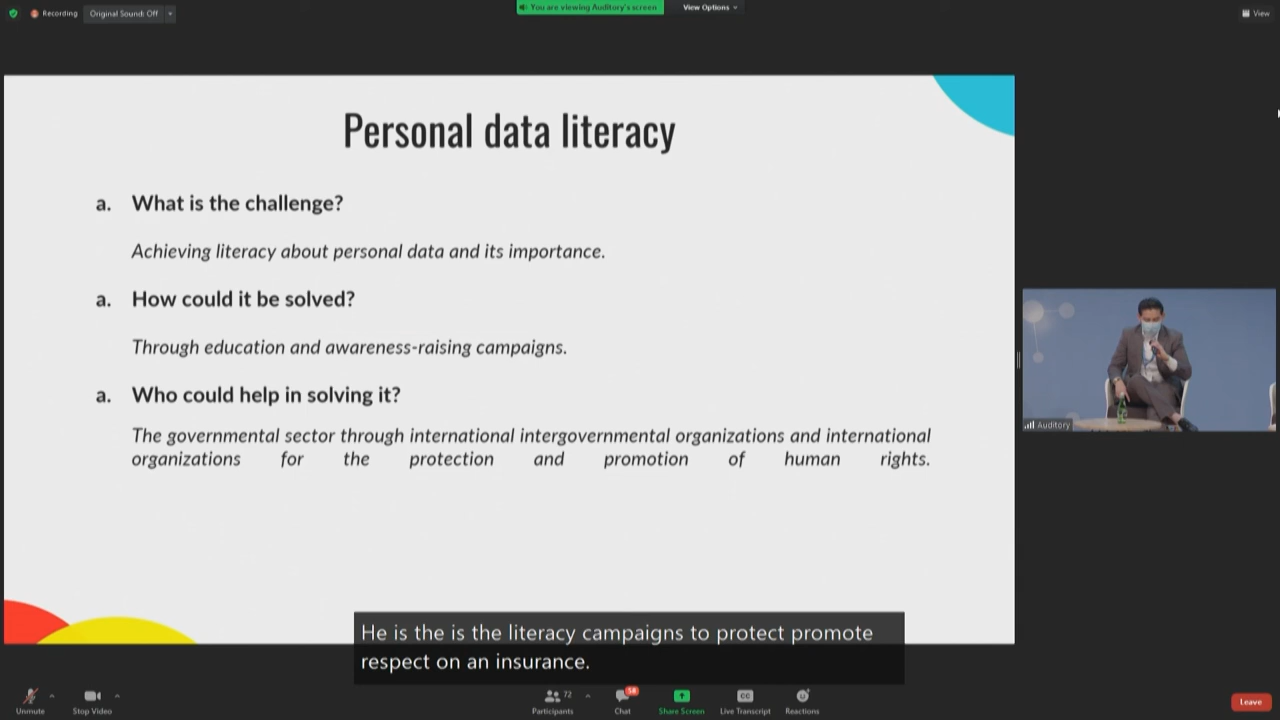 Recording
Original Sound: Off
You are viewing Auditory's screen
View Options
View
Personal data literacy
a. What is the challenge?
Achieving literacy about personal data and its importance.
a. How could it be solved?
Through education and awareness-raising campaigns.
a. Who could help in solving it?
The governmental sector through international intergovernmental organizations and international
organizations for the protection and promotion of human rights.
Auditory
He is the is the literacy campaigns to protect promote
respect on an insurance.
Unmute
Stop Video
Participants
72
Chat
58
Share Screen
CC
Live Transcript
Reactions
Leave